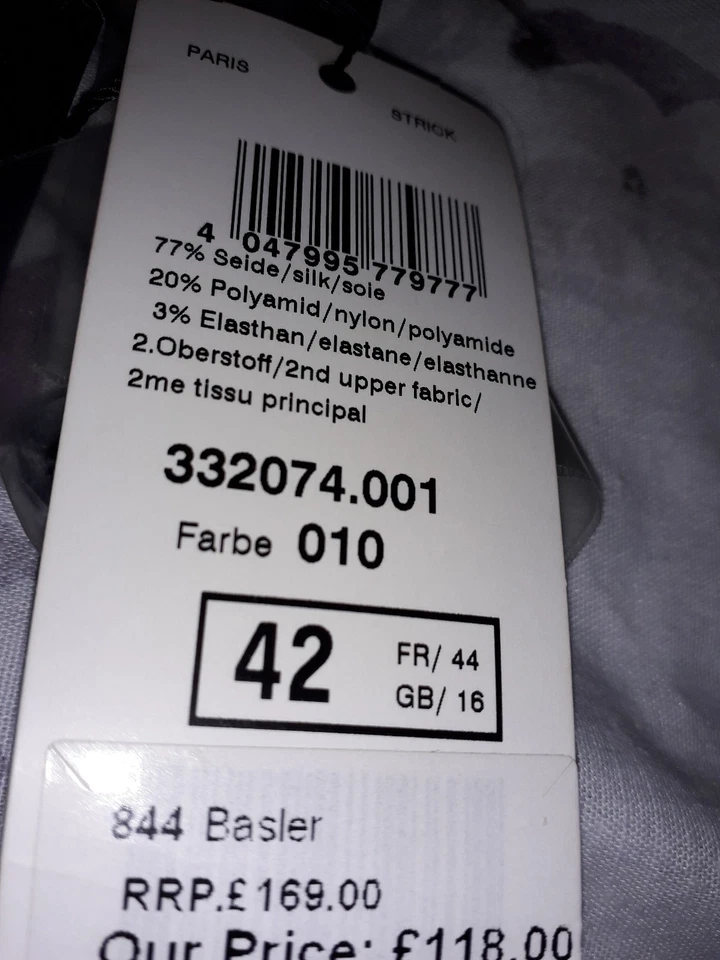 PARIS
STRICK
4 047995 779777
77% Seide/silk/soie
20% Polyamid/nylon/polyamide
3% Elasthan/elastane/elasthanne
2.Oberstoff/2nd upper fabric/
2me tissu principal
332074.001
Farbe 010
42 FR/ 44
GB/ 16
844 Basler
RRP.£169.00
Our Price: £118.00